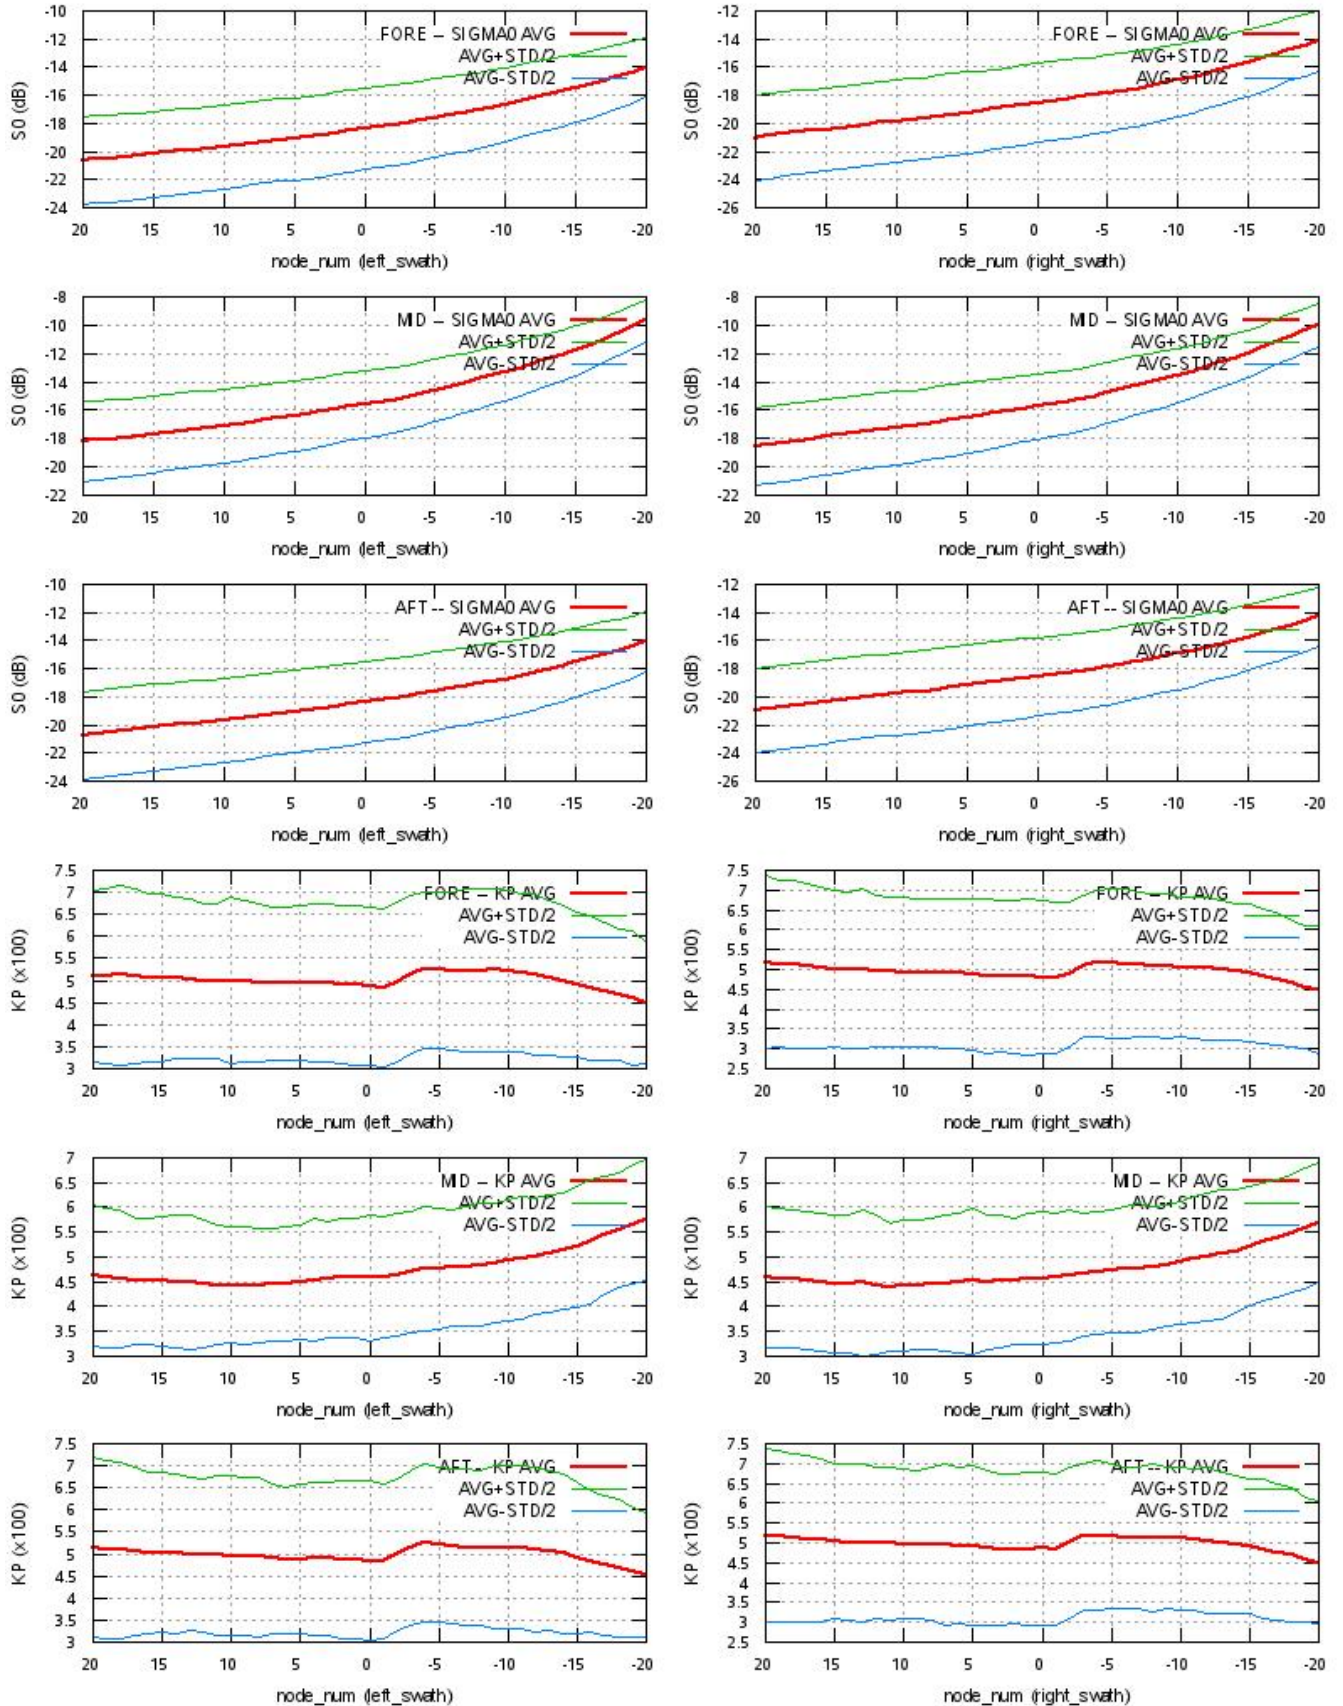 -10
-12
-14
-16
-18
-20
-22
-24
S0 (dB)
FORE -- SIGMA0 AVG
AVG+STD/2
AVG-STD/2
20 15 10 5 0 -5 -10 -15 -20
node_num (left_swath)
-12
-14
-16
-18
-20
-22
-24
-26
S0 (dB)
FORE -- SIGMA0 AVG
AVG+STD/2
AVG-STD/2
20 15 10 5 0 -5 -10 -15 -20
node_num (right_swath)
-8
-10
-12
-14
-16
-18
-20
-22
S0 (dB)
MID -- SIGMA0 AVG
AVG+STD/2
AVG-STD/2
20 15 10 5 0 -5 -10 -15 -20
node_num (left_swath)
-8
-10
-12
-14
-16
-18
-20
-22
S0 (dB)
MID -- SIGMA0 AVG
AVG+STD/2
AVG-STD/2
20 15 10 5 0 -5 -10 -15 -20
node_num (right_swath)
-10
-12
-14
-16
-18
-20
-22
-24
S0 (dB)
AFT -- SIGMA0 AVG
AVG+STD/2
AVG-STD/2
20 15 10 5 0 -5 -10 -15 -20
node_num (left_swath)
-12
-14
-16
-18
-20
-22
-24
-26
S0 (dB)
AFT -- SIGMA0 AVG
AVG+STD/2
AVG-STD/2
20 15 10 5 0 -5 -10 -15 -20
node_num (right_swath)
7.5
7
6.5
6
5.5
5
4.5
4
3.5
3
KP (x100)
FORE -- KP AVG
AVG+STD/2
AVG-STD/2
20 15 10 5 0 -5 -10 -15 -20
node_num (left_swath)
7.5
7
6.5
6
5.5
5
4.5
4
3.5
3
2.5
KP (x100)
FORE -- KP AVG
AVG+STD/2
AVG-STD/2
20 15 10 5 0 -5 -10 -15 -20
node_num (right_swath)
7
6.5
6
5.5
5
4.5
4
3.5
3
KP (x100)
MID -- KP AVG
AVG+STD/2
AVG-STD/2
20 15 10 5 0 -5 -10 -15 -20
node_num (left_swath)
7
6.5
6
5.5
5
4.5
4
3.5
3
KP (x100)
MID -- KP AVG
AVG+STD/2
AVG-STD/2
20 15 10 5 0 -5 -10 -15 -20
node_num (right_swath)
7.5
7
6.5
6
5.5
5
4.5
4
3.5
3
KP (x100)
AFT -- KP AVG
AVG+STD/2
AVG-STD/2
20 15 10 5 0 -5 -10 -15 -20
node_num (left_swath)
7.5
7
6.5
6
5.5
5
4.5
4
3.5
3
2.5
KP (x100)
AFT -- KP AVG
AVG+STD/2
AVG-STD/2
20 15 10 5 0 -5 -10 -15 -20
node_num (right_swath)